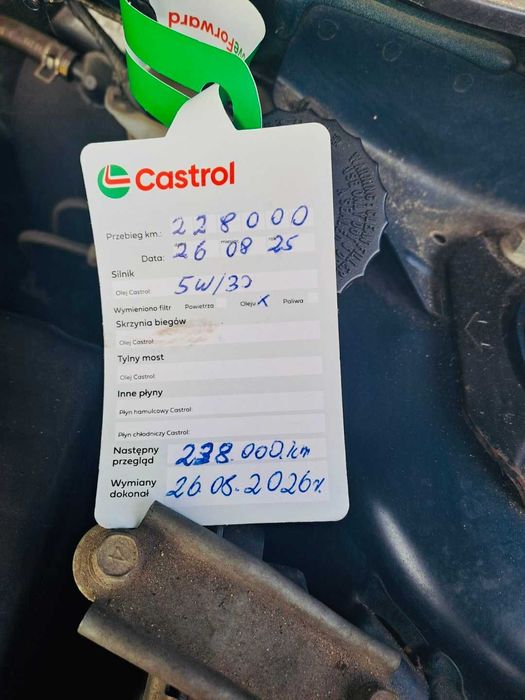 veForward
Castrol
Przebieg km.: 228000
Data: 26 08 25
Silnik
Olej Castrol: 5W/30
Wymieniono filtr Powietrza Oleju X Paliwa
Skrzynia biegów
Olej Castrol:
Tylny most
Olej Castrol:
Inne płyny
Płyn hamulcowy Castrol:
Płyn chłodniczy Castrol:
Następny przegląd 238.000.km
Wymiany dokonał 26.08.2026r.